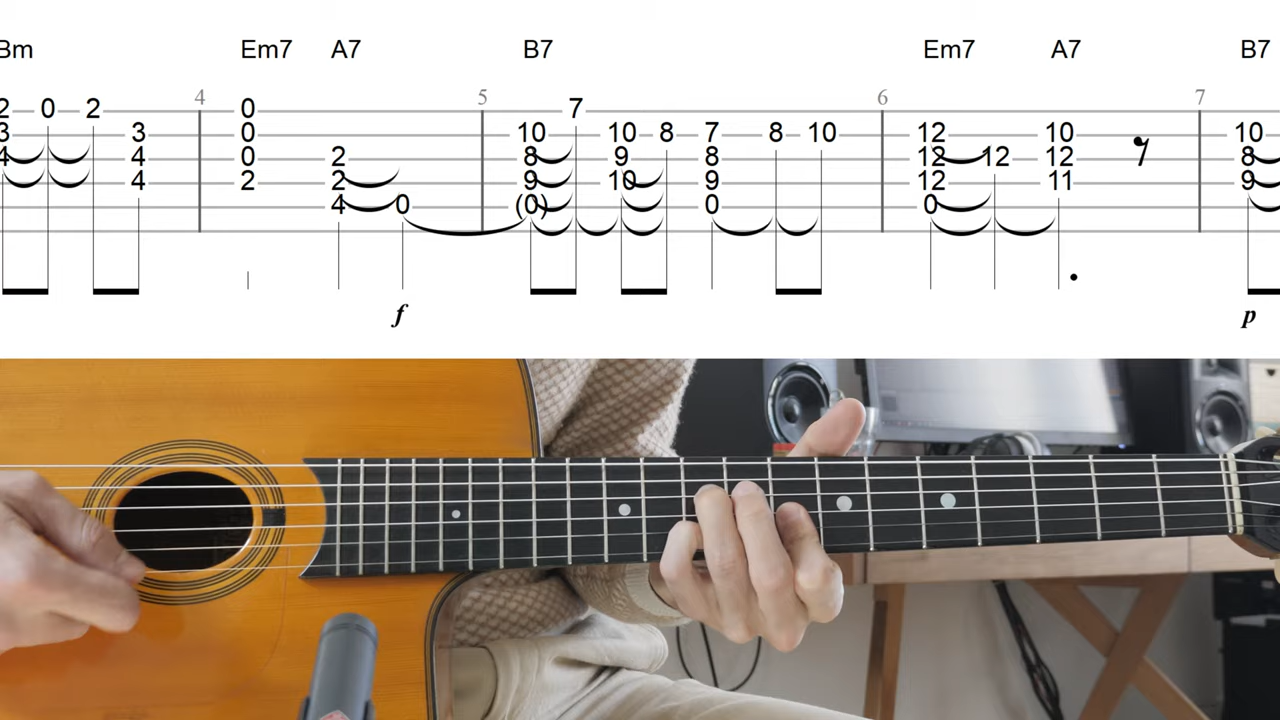 Bm Em7 A7 B7 Em7 A7 B7
4 5 6 7
2 0 2 0 7
3 3 0 10 10 8 7 8 10 12 10 10
4 4 0 2 8 9 8 12 12 12 8
4 2 2 9 10 9 12 11 9
4 0 (0) 0 0
f p